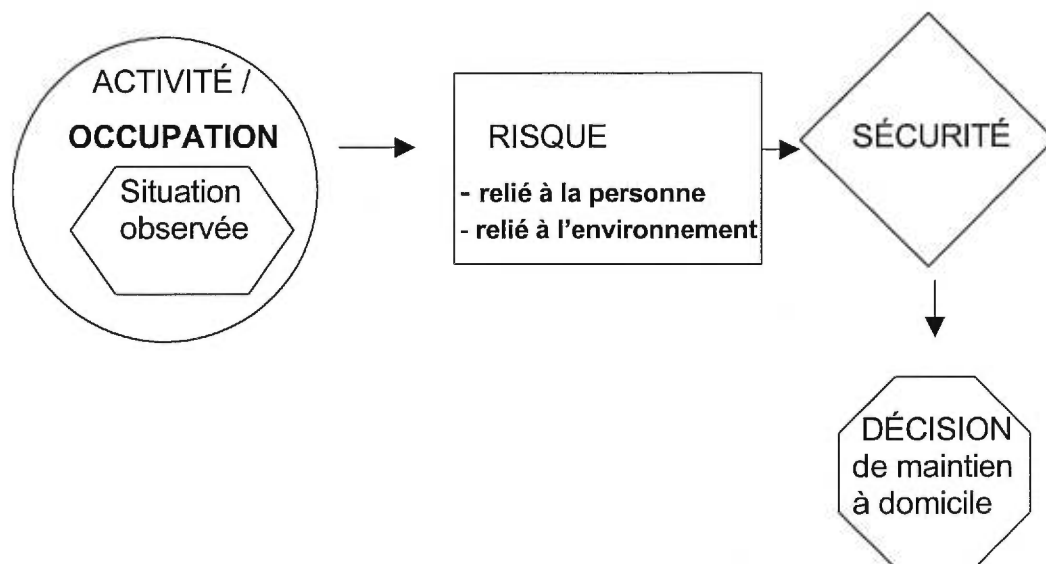 ACTIVITÉ /
OCCUPATION
Situation
observée
RISQUE
- relié à la personne
- relié à l'environnement
SÉCURITÉ
DÉCISION
de maintien
à domicile